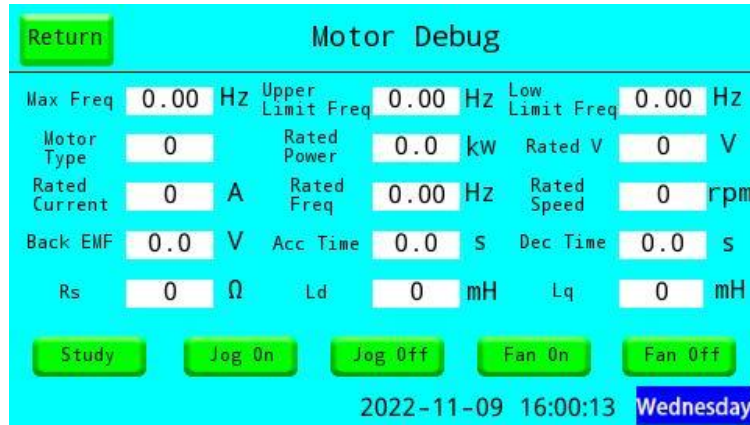 Return
Motor Debug
Max Freq 0.00 Hz Upper Limit Freq 0.00 Hz Low Limit Freq 0.00 Hz
Motor Type 0 Rated Power 0.0 kW Rated V 0 V
Rated Current 0 A Rated Freq 0.00 Hz Rated Speed 0 rpm
Back EMF 0.0 V Acc Time 0.0 s Dec Time 0.0 s
Rs 0 Ω Ld 0 mH Lq 0 mH
Study Jog On Jog Off Fan On Fan Off
2022-11-09 16:00:13 Wednesday